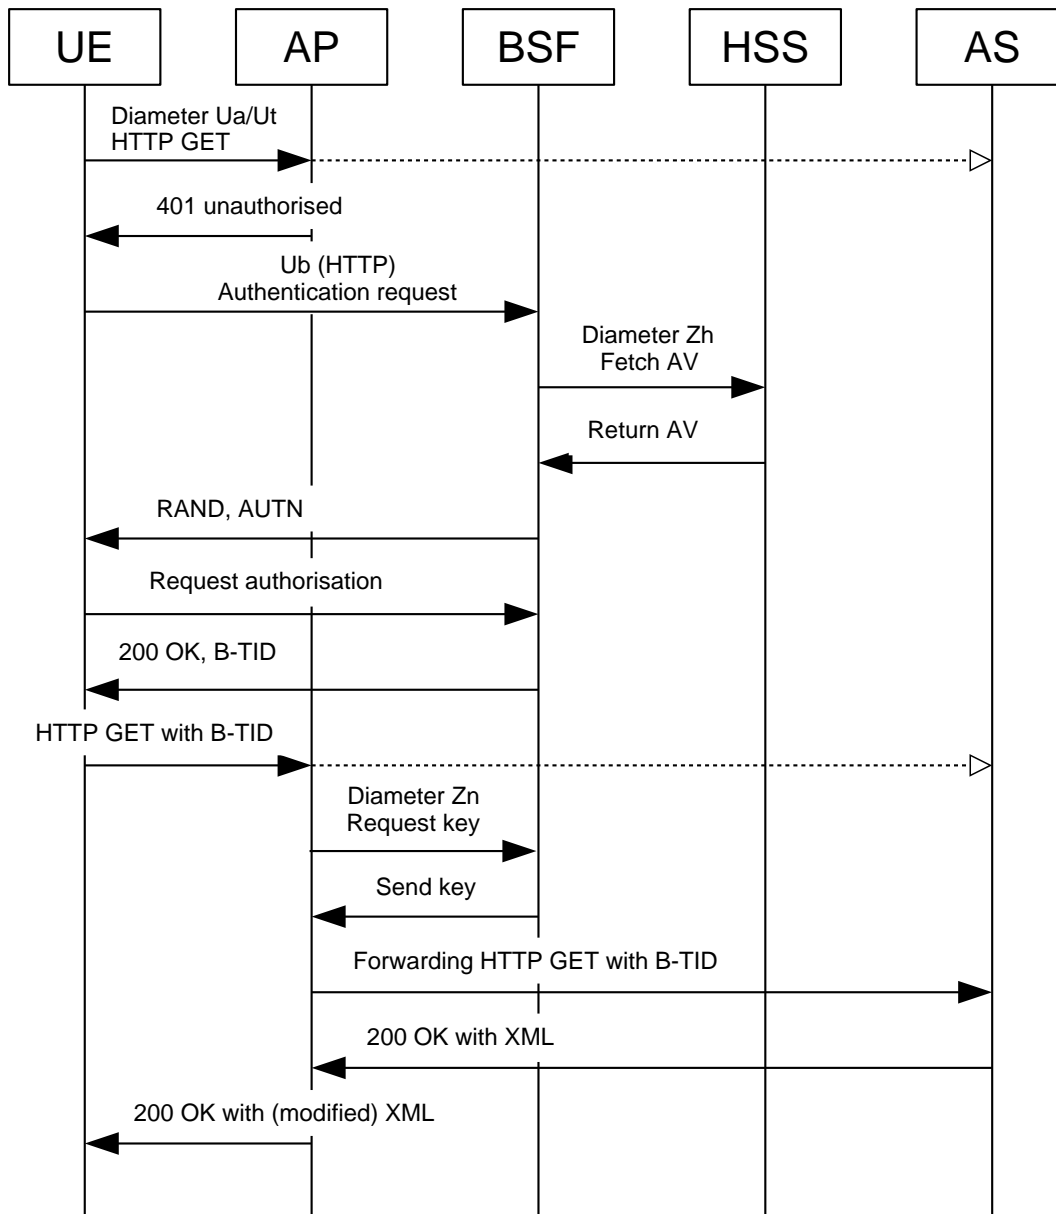 UE
AP
BSF
HSS
AS
Diameter Ua/Ut
HTTP GET
401 unauthorised
Ub (HTTP)
Authentication request
Diameter Zh
Fetch AV
Return AV
RAND, AUTN
Request authorisation
200 OK, B-TID
HTTP GET with B-TID
Diameter Zn
Request key
Send key
Forwarding HTTP GET with B-TID
200 OK with XML
200 OK with (modified) XML